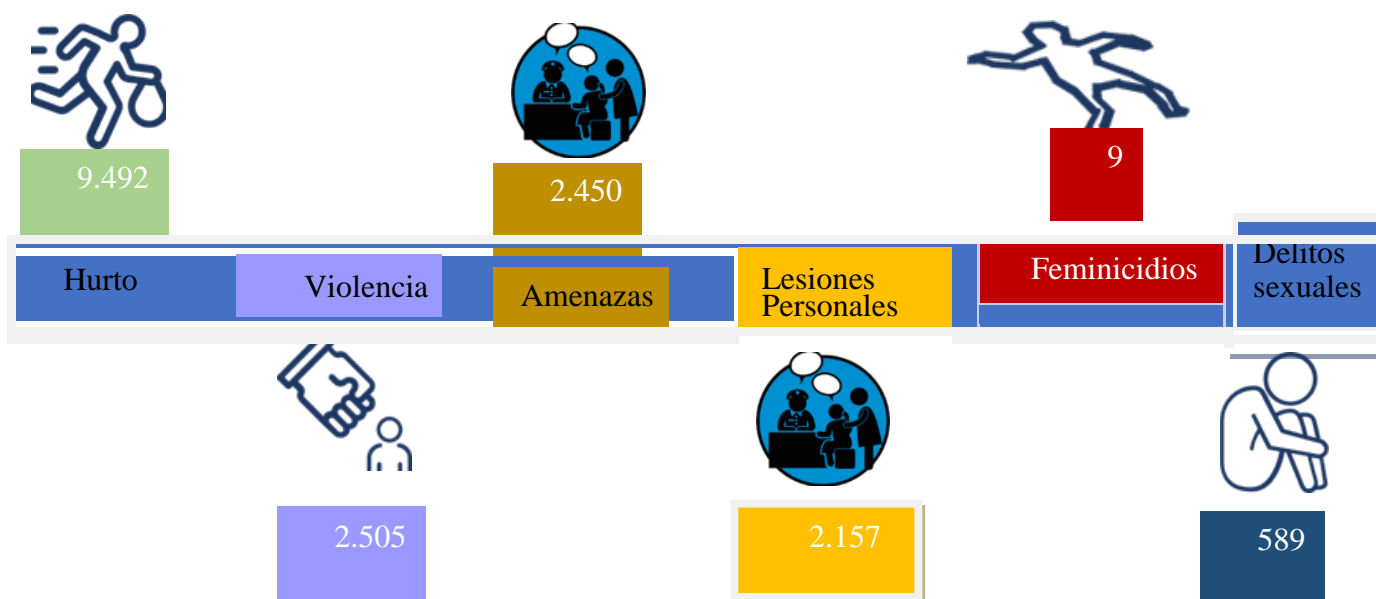 9.492
2.450
9
Hurto
Violencia
Amenazas
Lesiones
Personales
Feminicidios
Delitos
sexuales
2.505
2.157
589